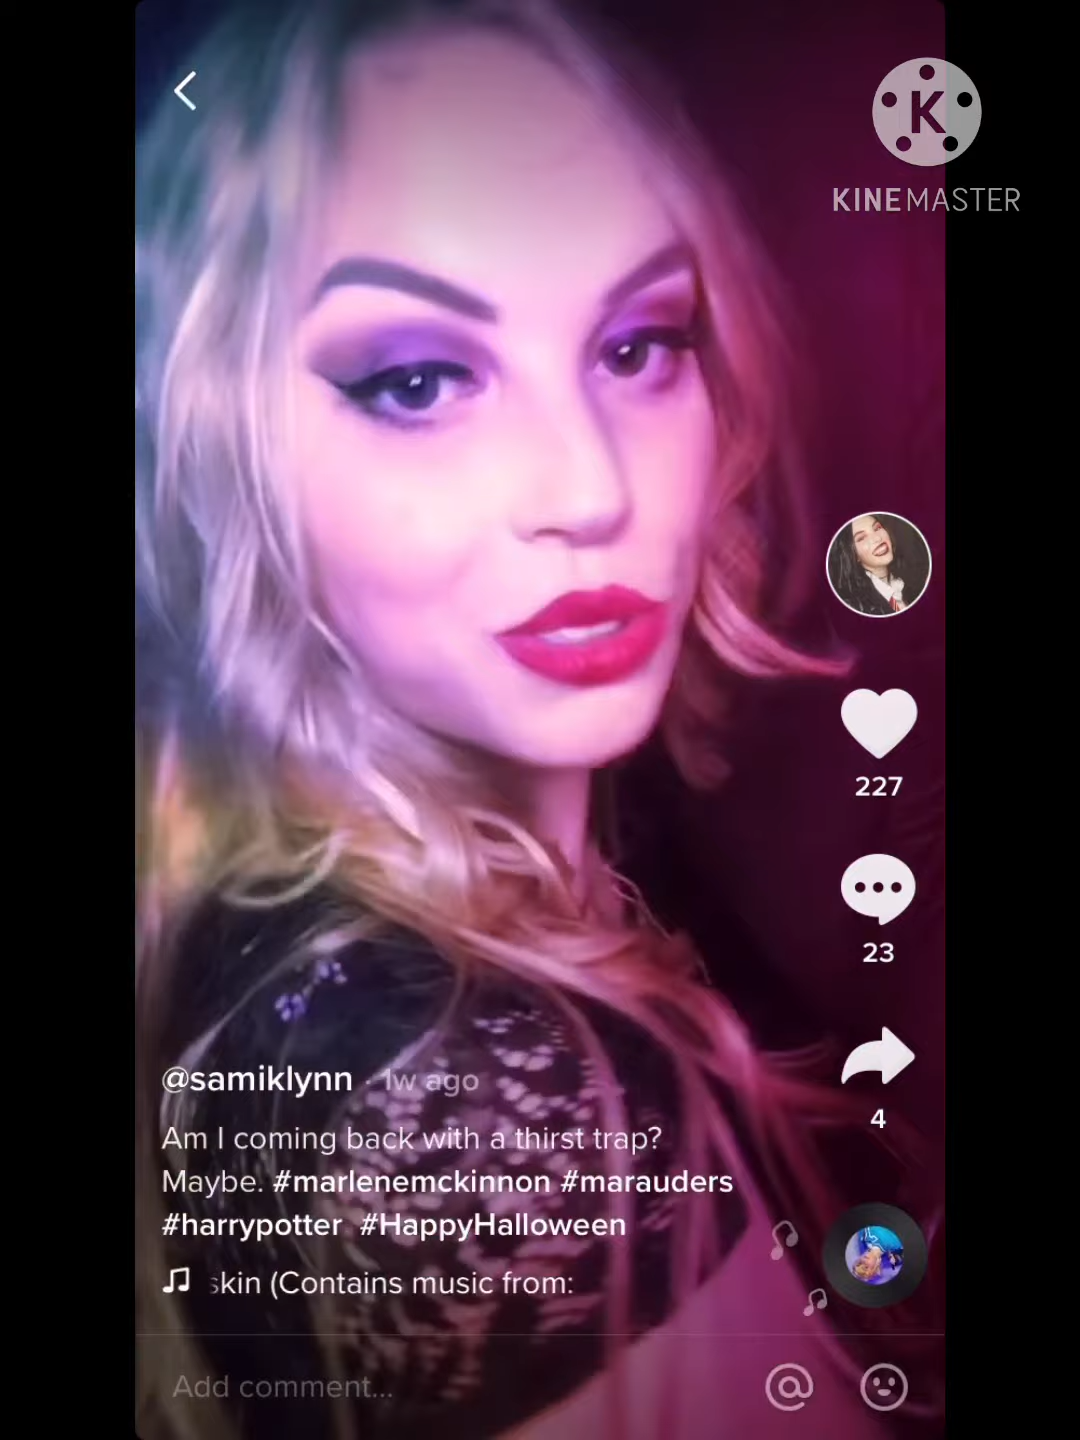 K
KINEMASTER
227
23
4
@samiklynn · 1w ago
Am I coming back with a thirst trap?
Maybe. #marlenemckinnon #marauders
#harrypotter #HappyHalloween
skin (Contains music from:
Add comment...
@